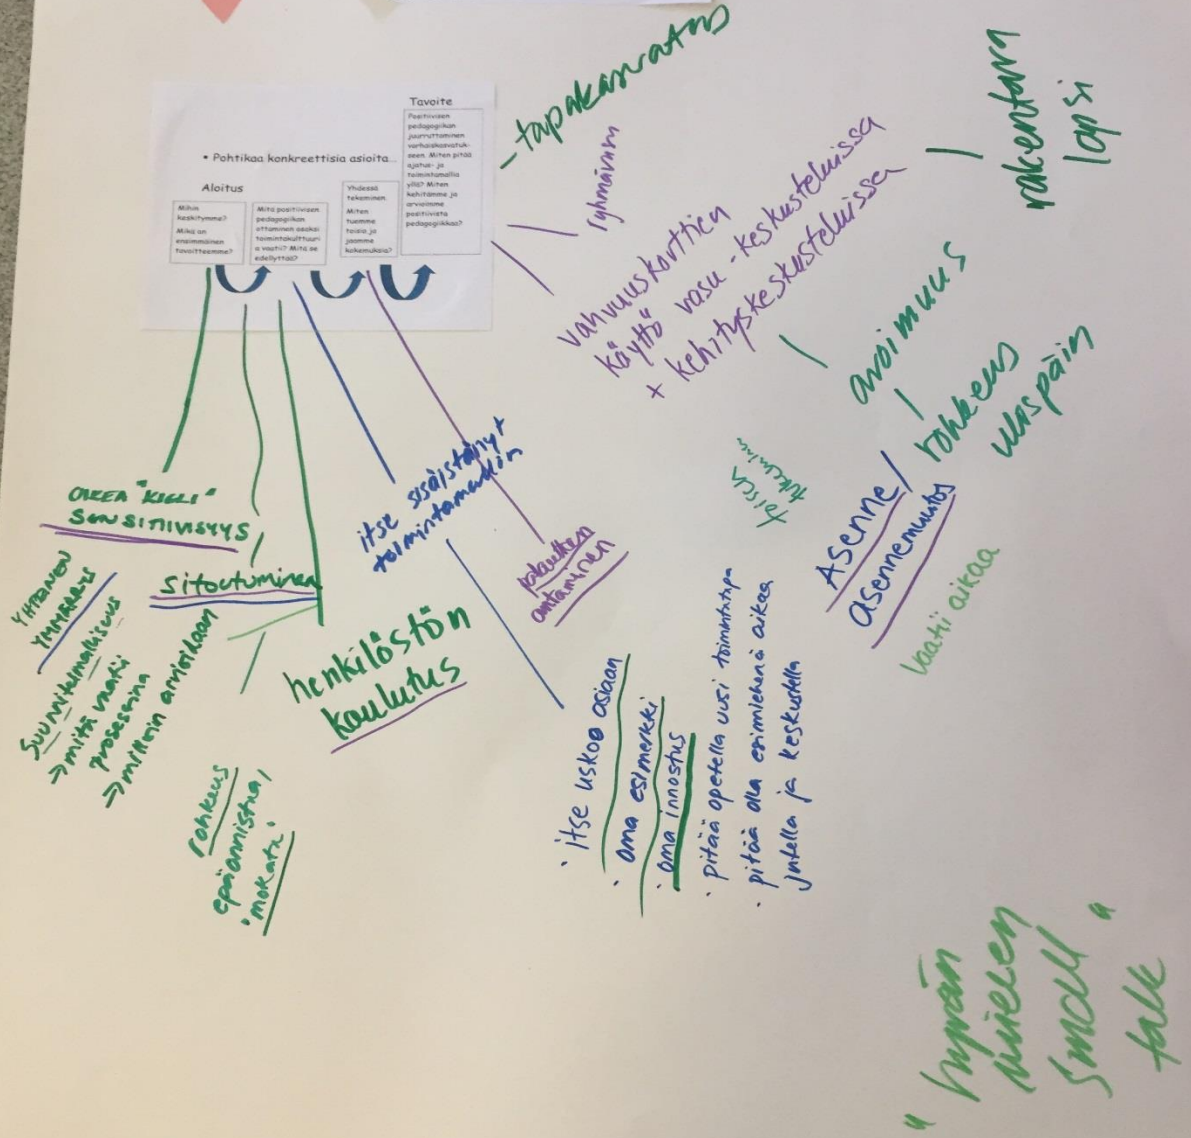 • Pohtikaa konkreettisia asioita...
Aloitus
Mihin
keskitymme?
Mikä on
ensimmäinen
tavoitteemme?
Mitä positiivisen
pedagogiikan
ottaminen osaksi
toimintakulttuuri
a vaatii? Mitä se
edellyttää?
Yhdessä
tekeminen
Miten
tuemme
toisia ja
jaamme
kokemuksia?
Tavoite
Positiivisen
pedagogiikan
juurruttaminen
varhaiskasvatuk-
seen. Miten pitää
ajatus- ja
toimintamallia
yllä? Miten
kehitämme ja
arvioimme
positiivista
pedagogiikkaa?
- tapakasvatus
ryhmävasu
vahvuuskorttien
käyttö vasu-keskusteluissa
+ kehityskeskusteluissa
rakentava
lapsi
avoimuus
rohkeus
ulospäin
toisen
tukeminen
Asenne/
asennemuutos
vaatii aikaa
OIKEA "KIELI"
SENSITIIVISYYS
sitoutuminen
YHTEINEN
YMMÄRRYS
Suunnitelmallisuus
→ mitä vaatii
prosessina
→ milloin arvioidaan
rohkeus
epäonnistua,
"mokata"
henkilöstön
koulutus
itse sisäistänyt
toimintamallin
palautteen
antaminen
• itse uskoo asiaan
• oma esimerkki
• oma innostus
• pitää opetella uusi toimintatapa
• pitää olla esimiehenä aikaa
jutella ja keskustella
"hyvän
mielen
small"
talk